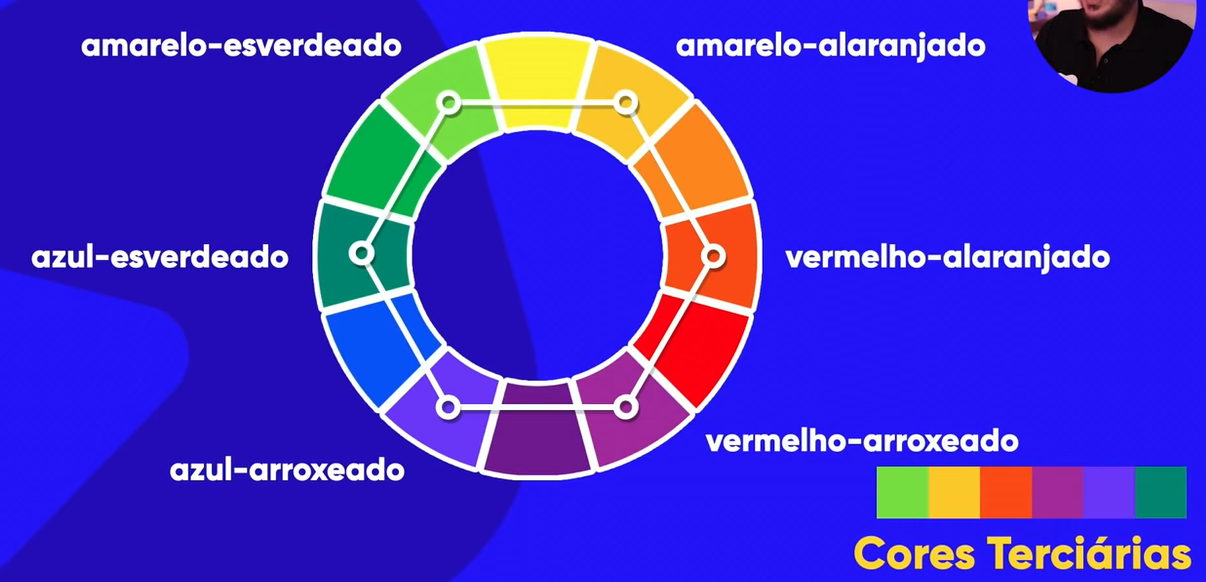 amarelo-esverdeado
amarelo-alaranjado
azul-esverdeado
vermelho-alaranjado
azul-arroxeado
vermelho-arroxeado
Cores Terciárias